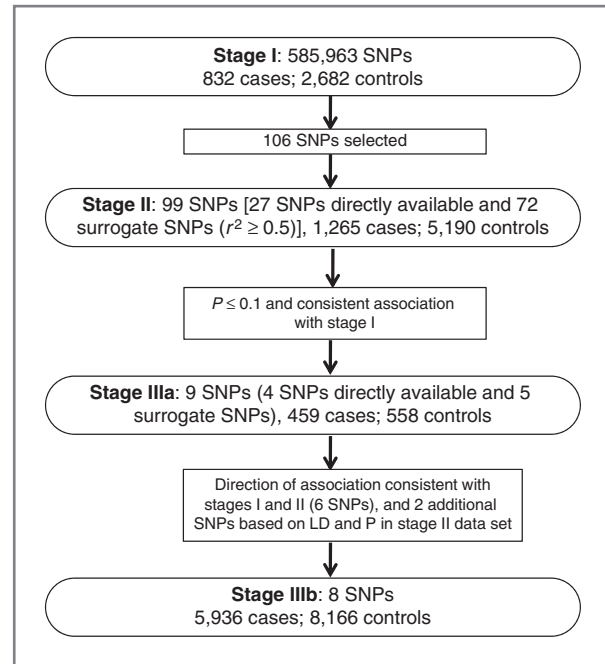 Stage I: 585,963 SNPs
832 cases; 2,682 controls
106 SNPs selected
Stage II: 99 SNPs [27 SNPs directly available and 72
surrogate SNPs (r² ≥ 0.5)], 1,265 cases; 5,190 controls
P ≤ 0.1 and consistent association
with stage I
Stage IIIa: 9 SNPs (4 SNPs directly available and 5
surrogate SNPs), 459 cases; 558 controls
Direction of association consistent with
stages I and II (6 SNPs), and 2 additional
SNPs based on LD and P in stage II data set
Stage IIIb: 8 SNPs
5,936 cases; 8,166 controls